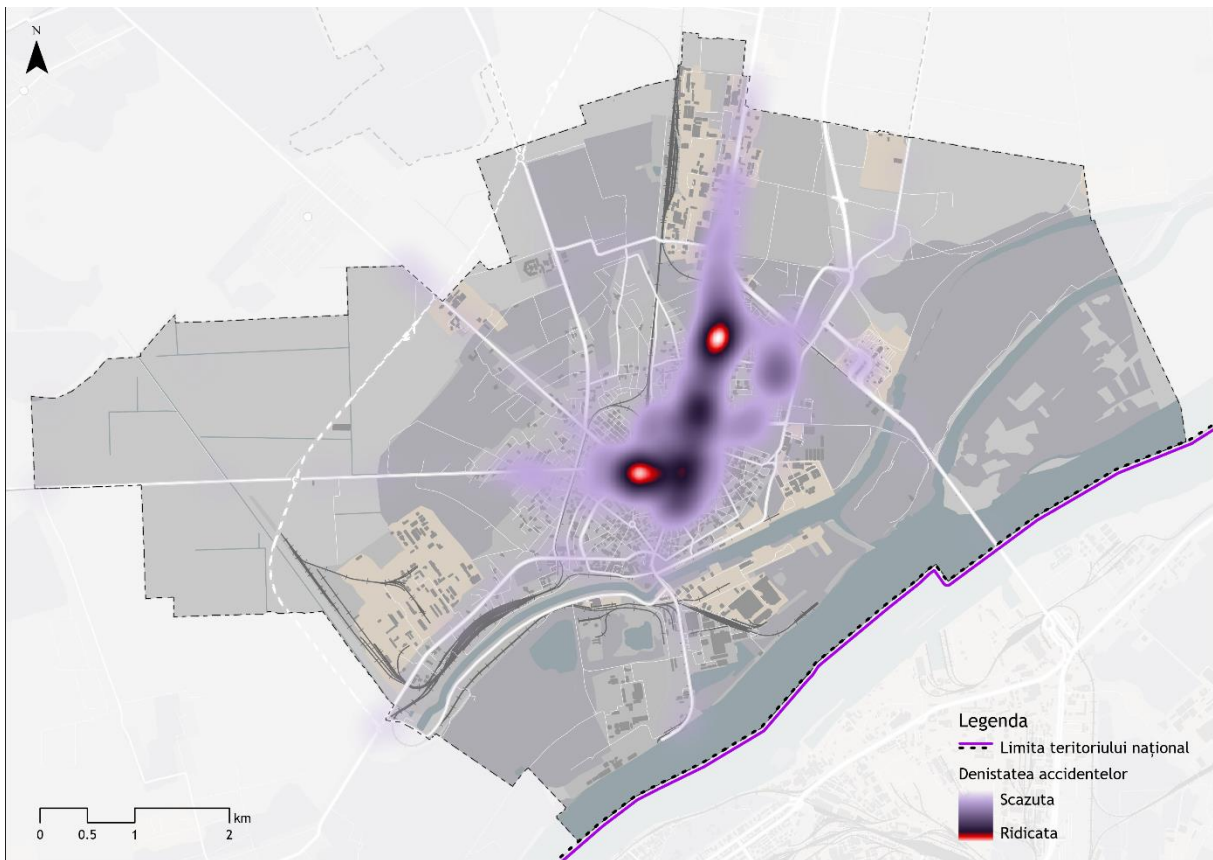 N
Legenda
Limita teritoriului național
Denistatea accidentelor
Scazuta
Ridicata
km
0 0.5 1 2